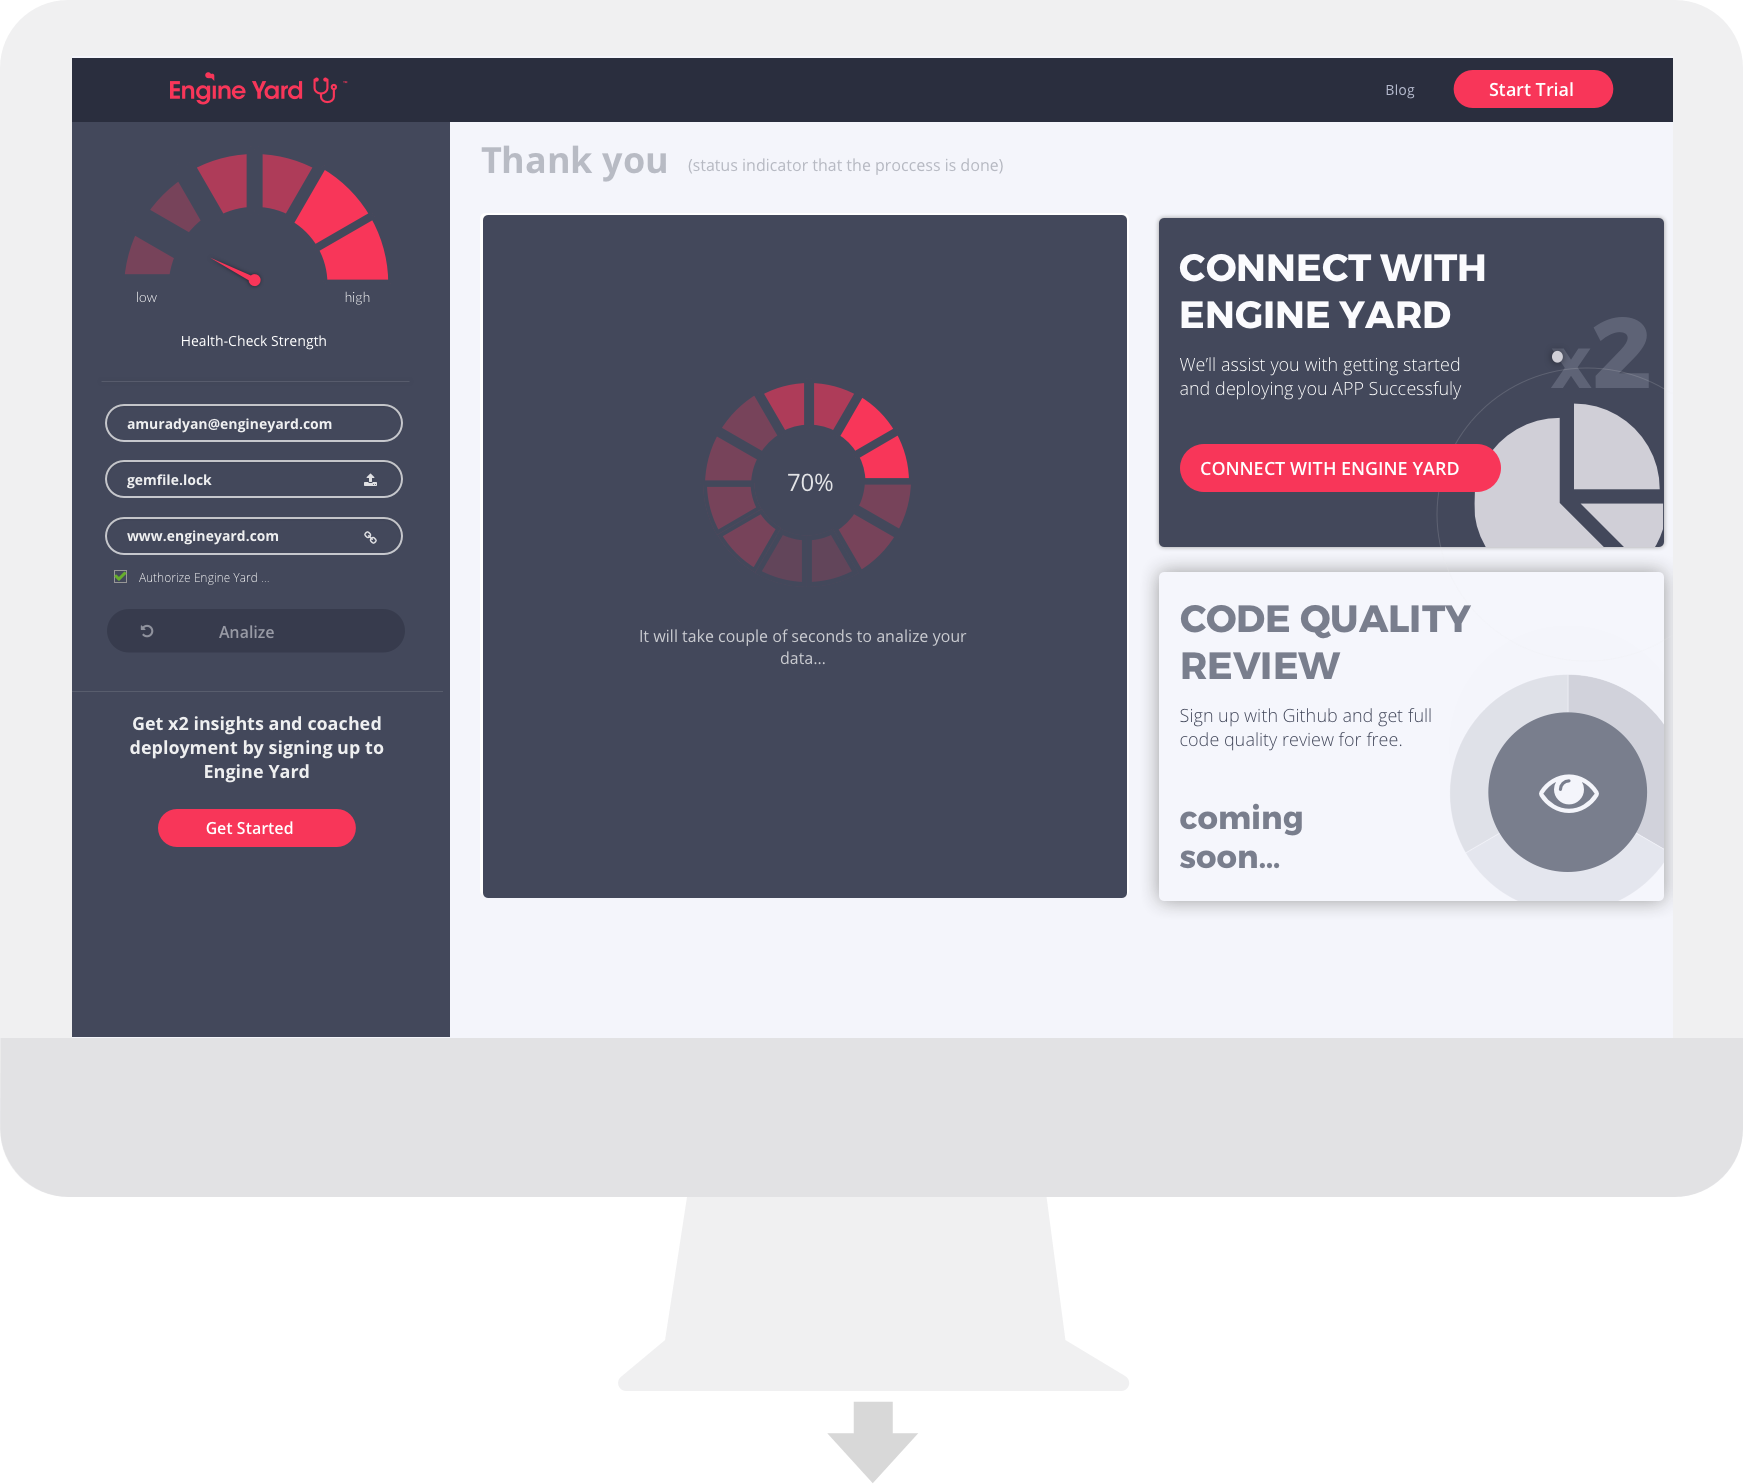 Engine Yard
Blog
Start Trial
low
high
Health-Check Strength
amuradyan@engineyard.com
gemfile.lock
www.engineyard.com
Authorize Engine Yard ...
Analize
Get x2 insights and coached
deployment by signing up to
Engine Yard
Get Started
Thank you (status indicator that the proccess is done)
70%
It will take couple of seconds to analize your
data...
CONNECT WITH
ENGINE YARD
We'll assist you with getting started
and deploying you APP Successfuly
x2
CONNECT WITH ENGINE YARD
CODE QUALITY
REVIEW
Sign up with Github and get full
code quality review for free.
coming
soon...